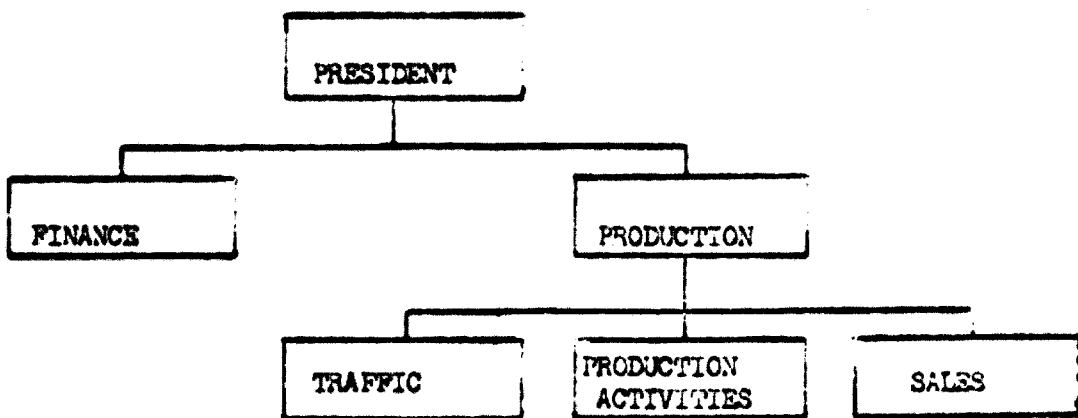 PRESIDENT
FINANCE
PRODUCTION
TRAFFIC
PRODUCTION
ACTIVITIES
SALES